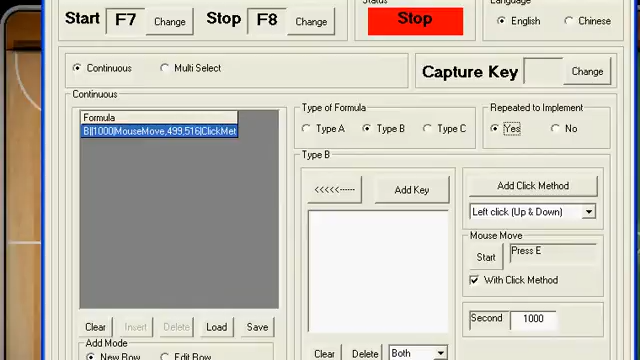 Status
Language
Start F7 Change Stop F8 Change Stop English Chinese
Continuous Multi Select Capture Key Change
Continuous
Type of Formula Repeated to Implement
Formula
B|1000|MouseMove,499,516|ClickMet Type A Type B Type C Yes No
Type B
<<<<<------ Add Key Add Click Method
Left click (Up & Down)
Mouse Move
Start Press E
With Click Method
Second 1000
Clear Insert Delete Load Save
Add Mode
New Row Edit Row Clear Delete Both